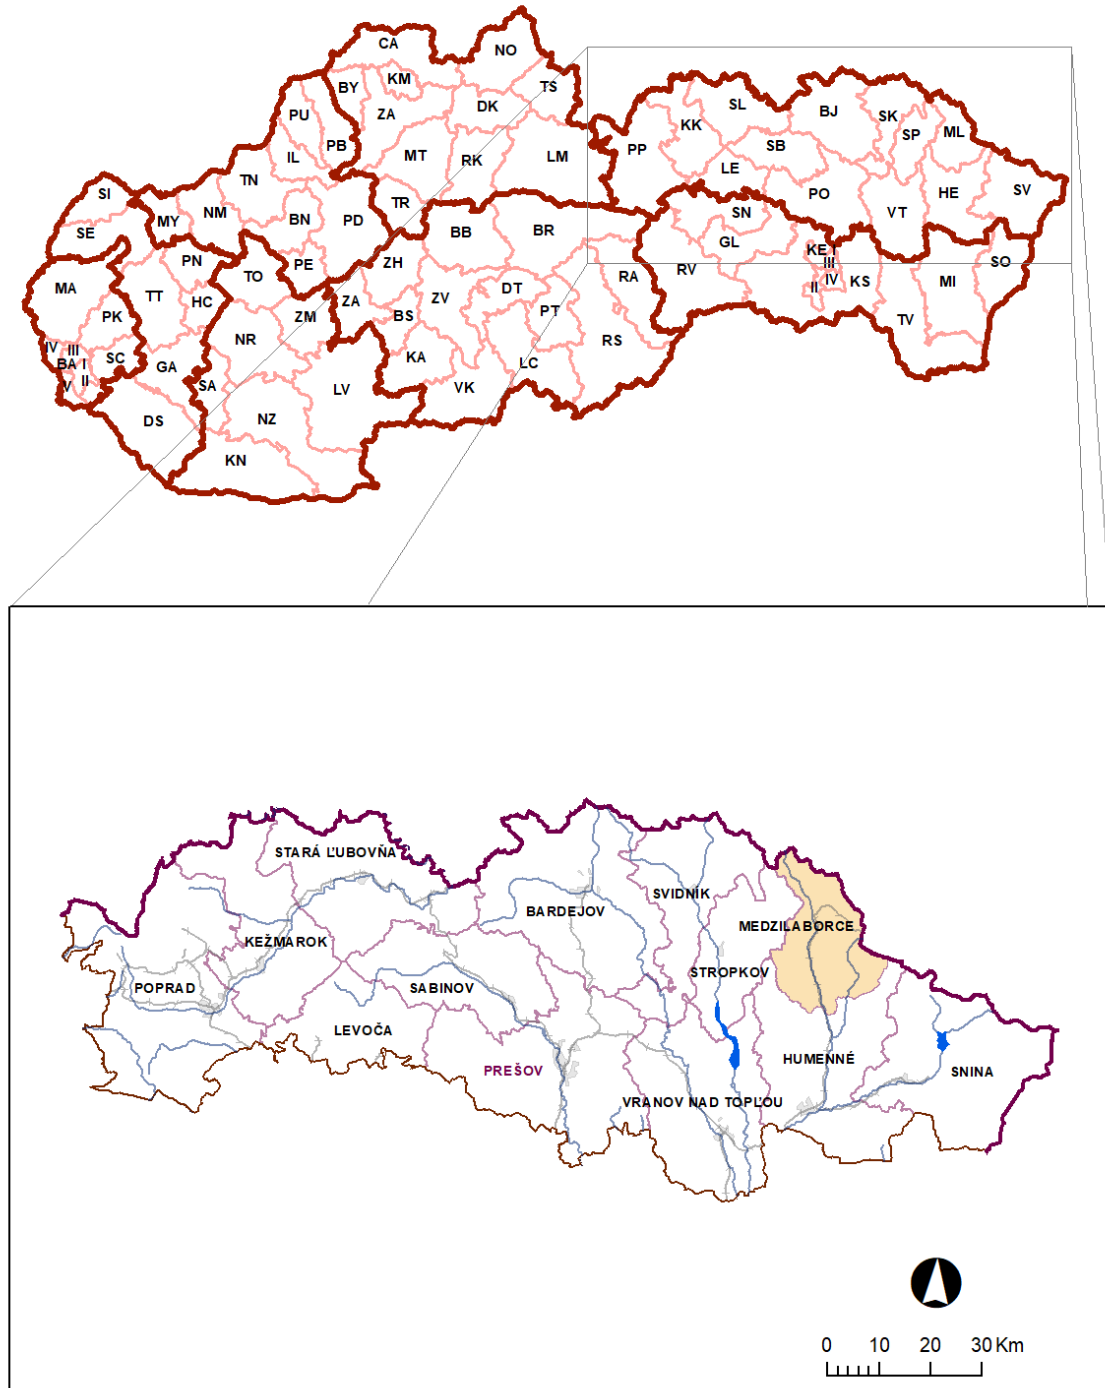 CA
NO
BY
KM
TS
PU
ZA
DK
PB
IL
MT
RK
LM
TN
SI
MY
NM
BN
PD
TR
SE
BB
BR
PN
TO
PE
ZH
MA
TT
HC
ZA
ZV
DT
RA
PK
ZM
BS
PT
NR
RS
IV
III
SC
GA
KA
LC
BA
I
V
II
SA
LV
VK
DS
NZ
KN
SL
BJ
SK
ML
KK
SP
PP
SB
LE
PO
HE
SV
VT
SN
GL
KE
I
RV
III
IV
KS
SO
MI
II
TV
STARÁ ĽUBOVŇA
SVIDNÍK
BARDEJOV
MEDZILABORCE
KEŽMAROK
STROPKOV
POPRAD
SABINOV
LEVOČA
PREŠOV
HUMENNÉ
SNINA
VRANOV NAD TOPĽOU
0 10 20 30 Km